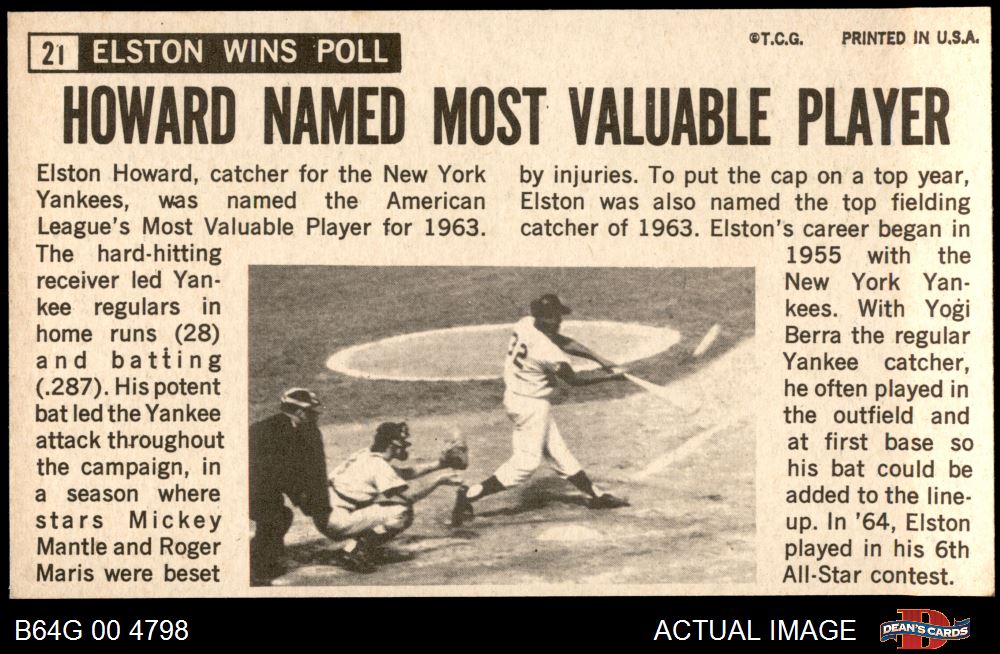 21 ELSTON WINS POLL
©T.C.G. PRINTED IN U.S.A.
HOWARD NAMED MOST VALUABLE PLAYER
Elston Howard, catcher for the New York
Yankees, was named the American
League's Most Valuable Player for 1963.
The hard-hitting
receiver led Yan-
kee regulars in
home runs (28)
and batting
(.287). His potent
bat led the Yankee
attack throughout
the campaign, in
a season where
stars Mickey
Mantle and Roger
Maris were beset
by injuries. To put the cap on a top year,
Elston was also named the top fielding
catcher of 1963. Elston's career began in
1955 with the
New York Yan-
kees. With Yogi
Berra the regular
Yankee catcher,
he often played in
the outfield and
at first base so
his bat could be
added to the line-
up. In '64, Elston
played in his 6th
All-Star contest.
32
B64G 00 4798
ACTUAL IMAGE
DEAN'S CARDS